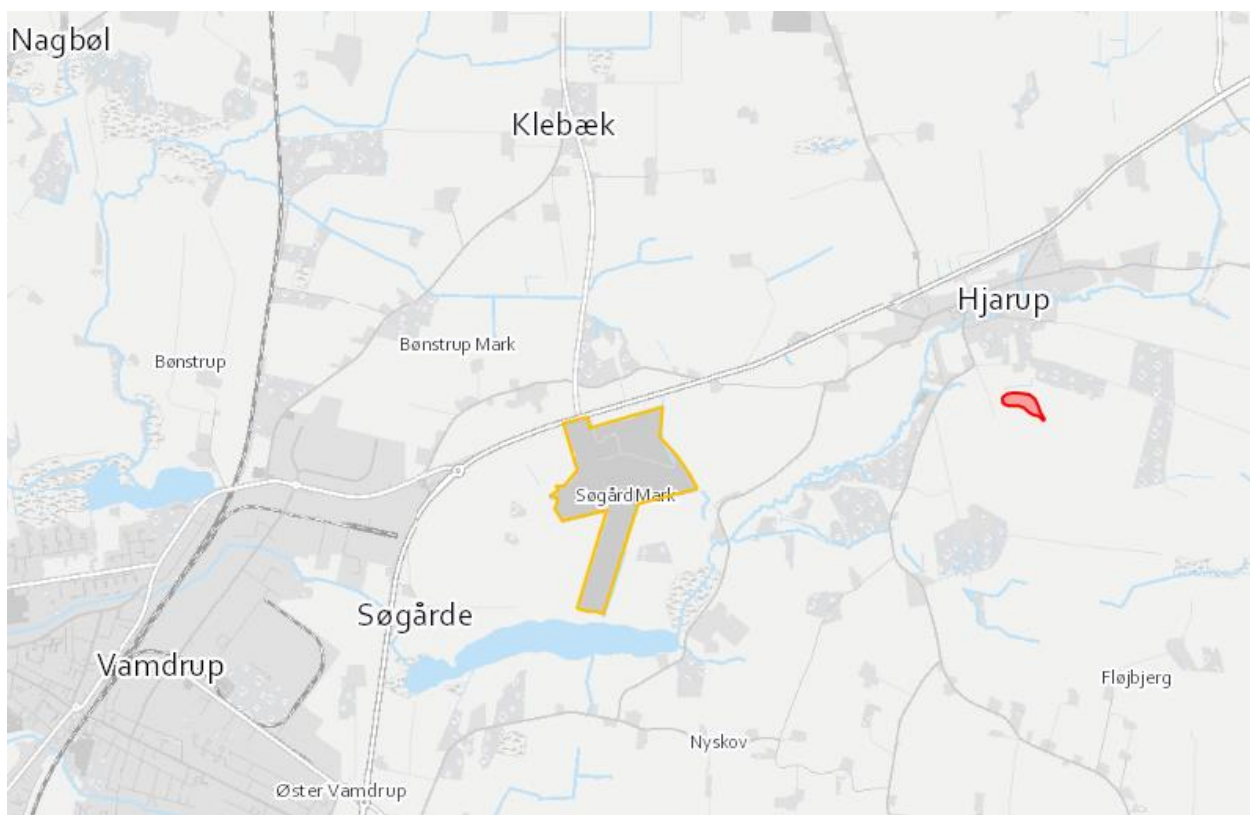 Nagbøl
Klebæk
Hjarup
Bønstrup Mark
Bønstrup
Søgård Mark
Søgårde
Vamdrup
Fløjbjerg
Nyskov
Øster Vamdrup